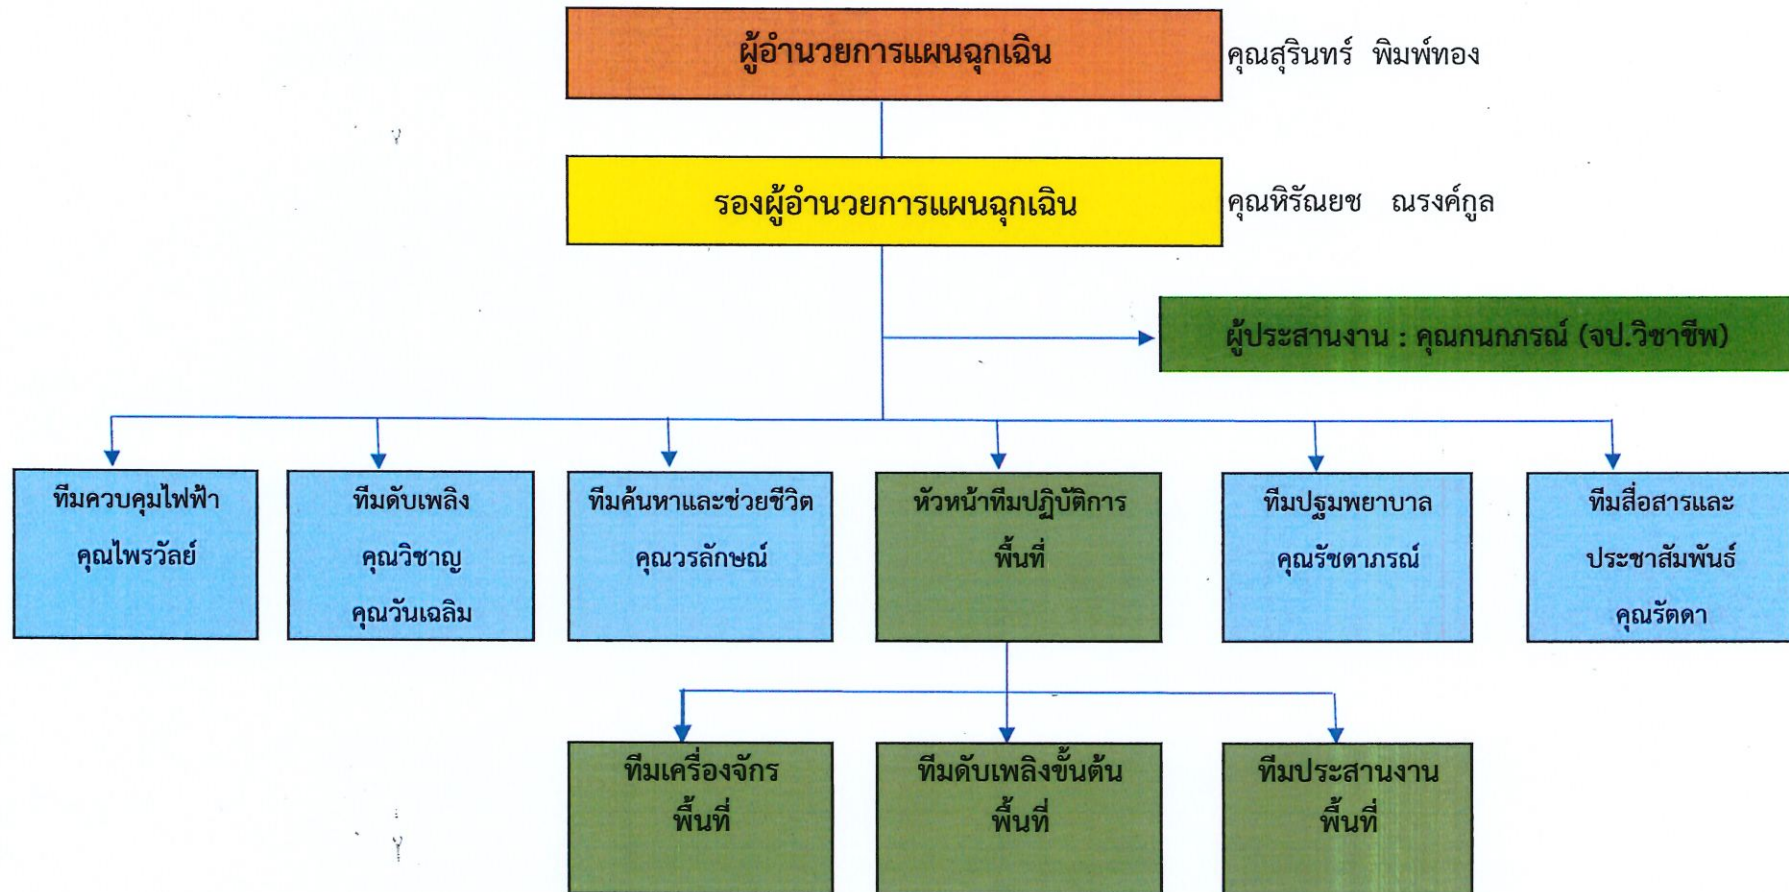 ผู้อำนวยการแผนฉุกเฉิน
คุณสุรินทร์ พิมพ์ทอง
รองผู้อำนวยการแผนฉุกเฉิน
คุณหิรัณยช ณรงค์กูล
ผู้ประสานงาน : คุณกนกภรณ์ (จป.วิชาชีพ)
ทีมควบคุมไฟฟ้า
คุณไพรวัลย์
ทีมดับเพลิง
คุณวิชาญ
คุณวันเฉลิม
ทีมค้นหาและช่วยชีวิต
คุณวรลักษณ์
หัวหน้าทีมปฏิบัติการ
พื้นที่
ทีมปฐมพยาบาล
คุณรัชดาภรณ์
ทีมสื่อสารและ
ประชาสัมพันธ์
คุณรัตดา
ทีมเครื่องจักร
พื้นที่
ทีมดับเพลิงขั้นต้น
พื้นที่
ทีมประสานงาน
พื้นที่